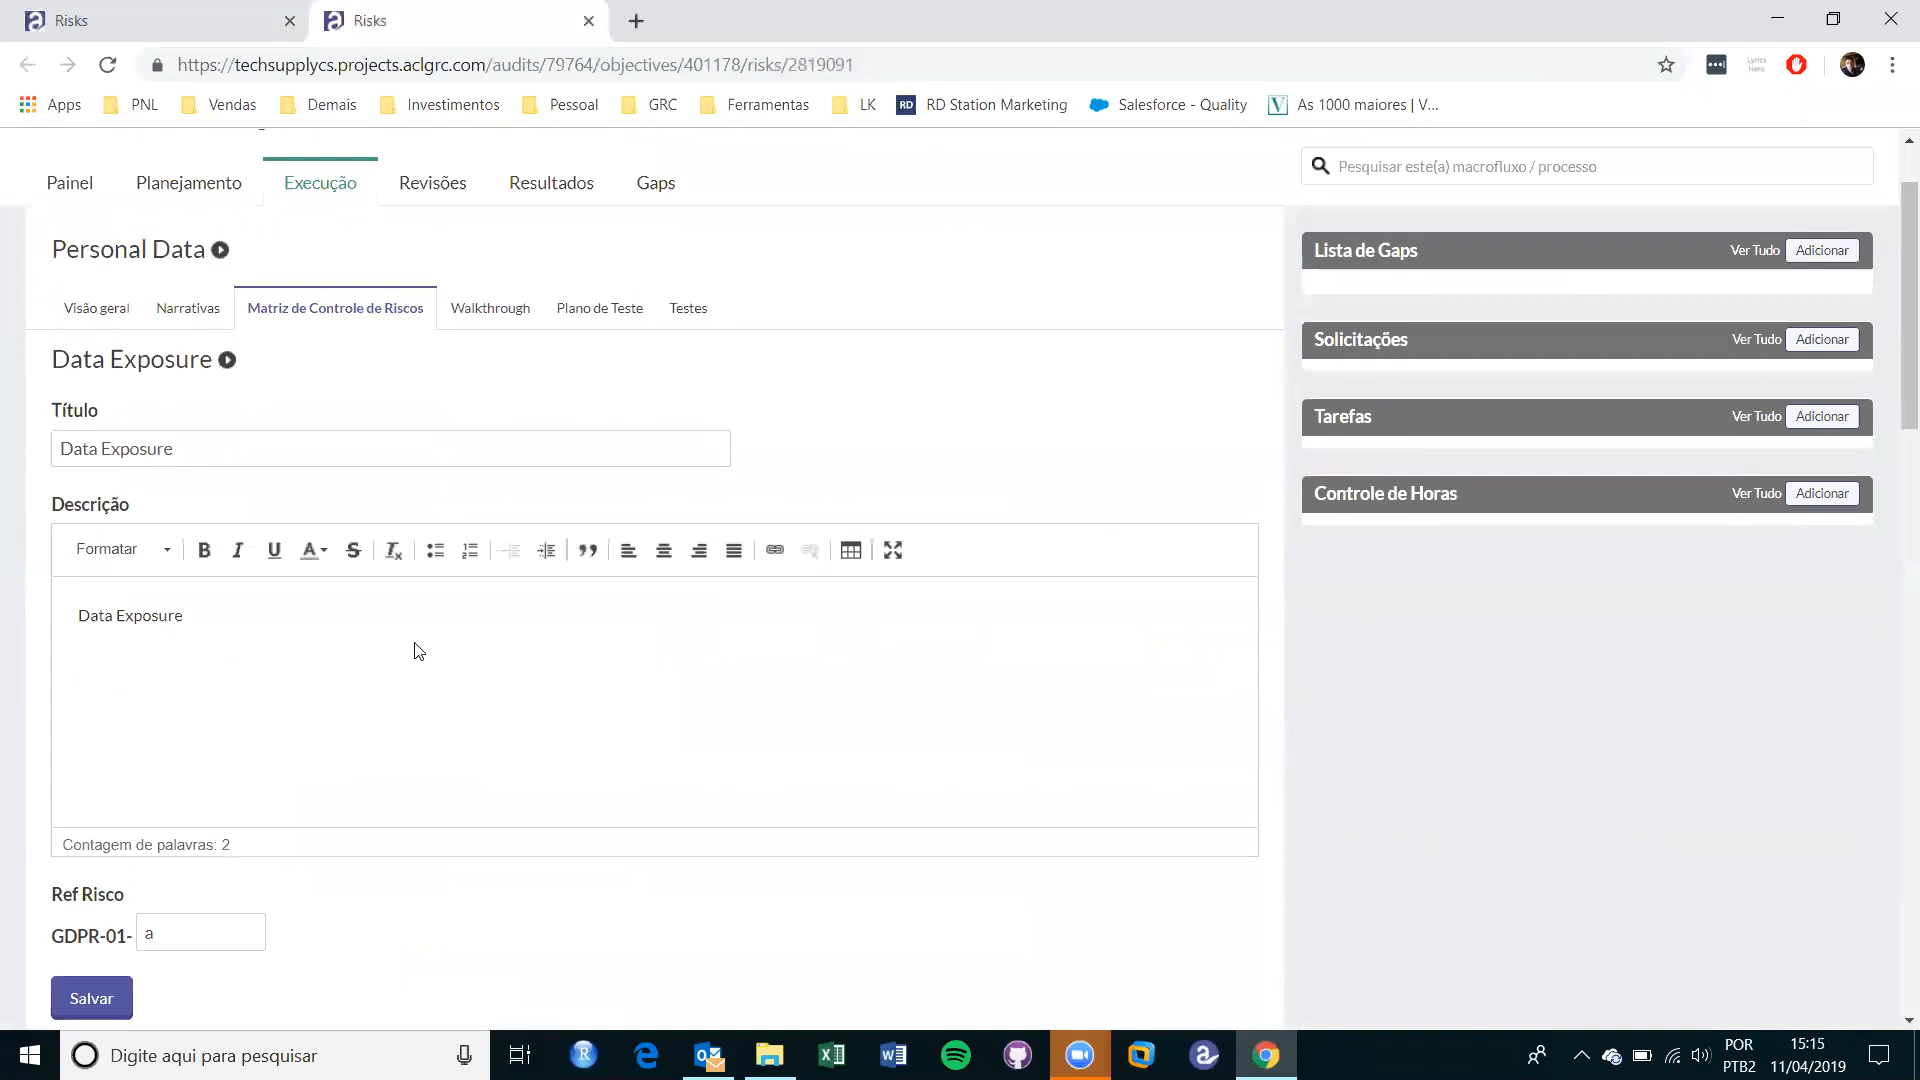 Risks
Risks
https://techsupplycs.projects.aclgrc.com/audits/79764/objectives/401178/risks/2819091
Apps PNL Vendas Demais Investimentos Pessoal GRC Ferramentas LK RD RD Station Marketing Salesforce - Quality V As 1000 maiores | V...
Painel Planejamento Execução Revisões Resultados Gaps
Pesquisar este(a) macrofluxo / processo
Personal Data
Visão geral Narrativas Matriz de Controle de Riscos Walkthrough Plano de Teste Testes
Data Exposure
Título
Data Exposure
Descrição
Formatar B I U A S
Data Exposure
Contagem de palavras: 2
Ref Risco
GDPR-01- a
Salvar
Lista de Gaps Ver Tudo Adicionar
Solicitações Ver Tudo Adicionar
Tarefas Ver Tudo Adicionar
Controle de Horas Ver Tudo Adicionar
Digite aqui para pesquisar
POR
PTB2
15:15
11/04/2019